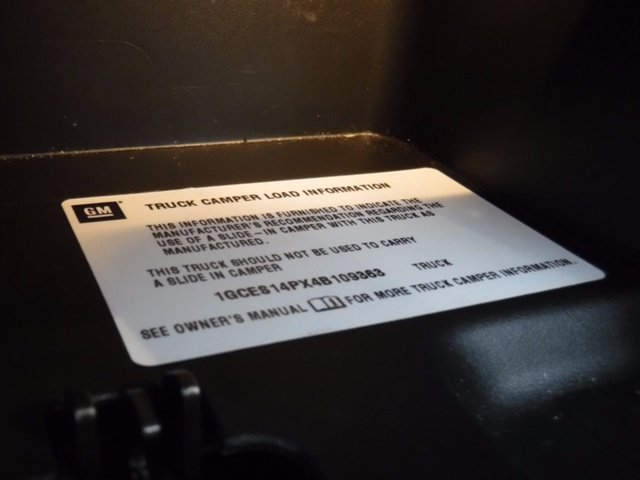 GM TRUCK CAMPER LOAD INFORMATION
THIS INFORMATION IS FURNISHED TO INDICATE THE
MANUFACTURER'S RECOMMENDATION REGARDING THE
USE OF A SLIDE-IN CAMPER WITH THIS TRUCK AS
MANUFACTURED.
THIS TRUCK SHOULD NOT BE USED TO CARRY
A SLIDE IN CAMPER
1GCES14PX4B109383 TRUCK
SEE OWNER'S MANUAL FOR MORE TRUCK CAMPER INFORMATION.